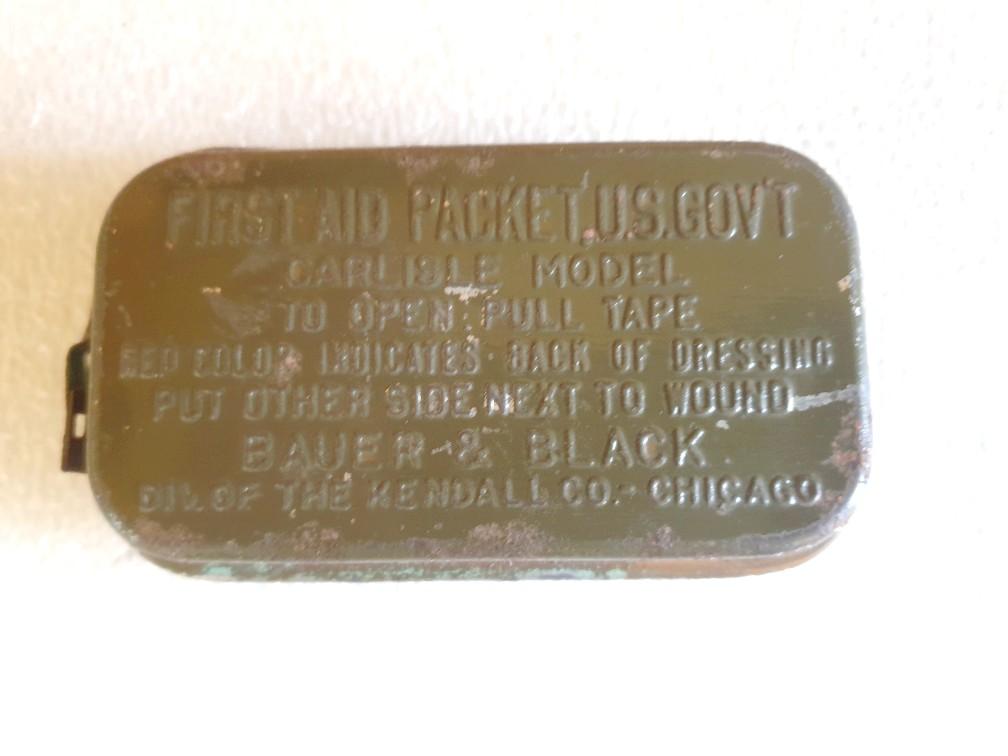 FIRST AID PACKET, U.S. GOV'T
CARLISLE MODEL
TO OPEN PULL TAPE
RED COLOR INDICATES BACK OF DRESSING
PUT OTHER SIDE NEXT TO WOUND
BAUER & BLACK
DIV. OF THE KENDALL CO. - CHICAGO